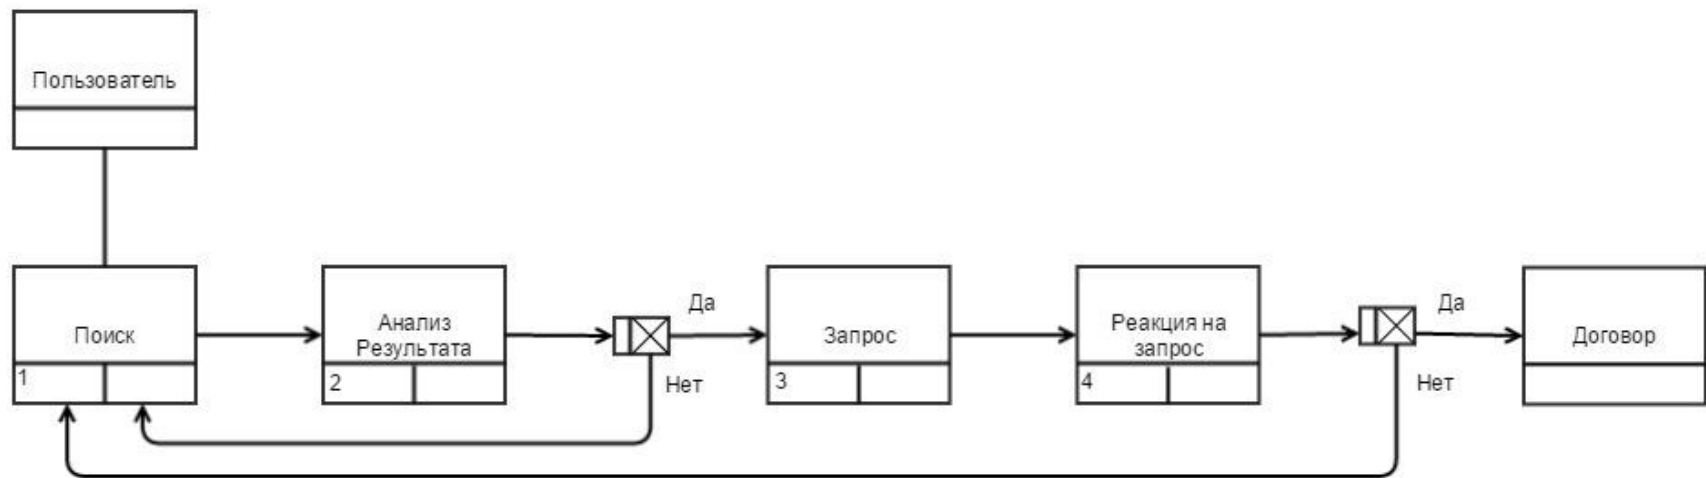 Пользователь
Поиск
1
Анализ
Результата
2
Да
Нет
Запрос
3
Реакция на
запрос
4
Да
Нет
Договор